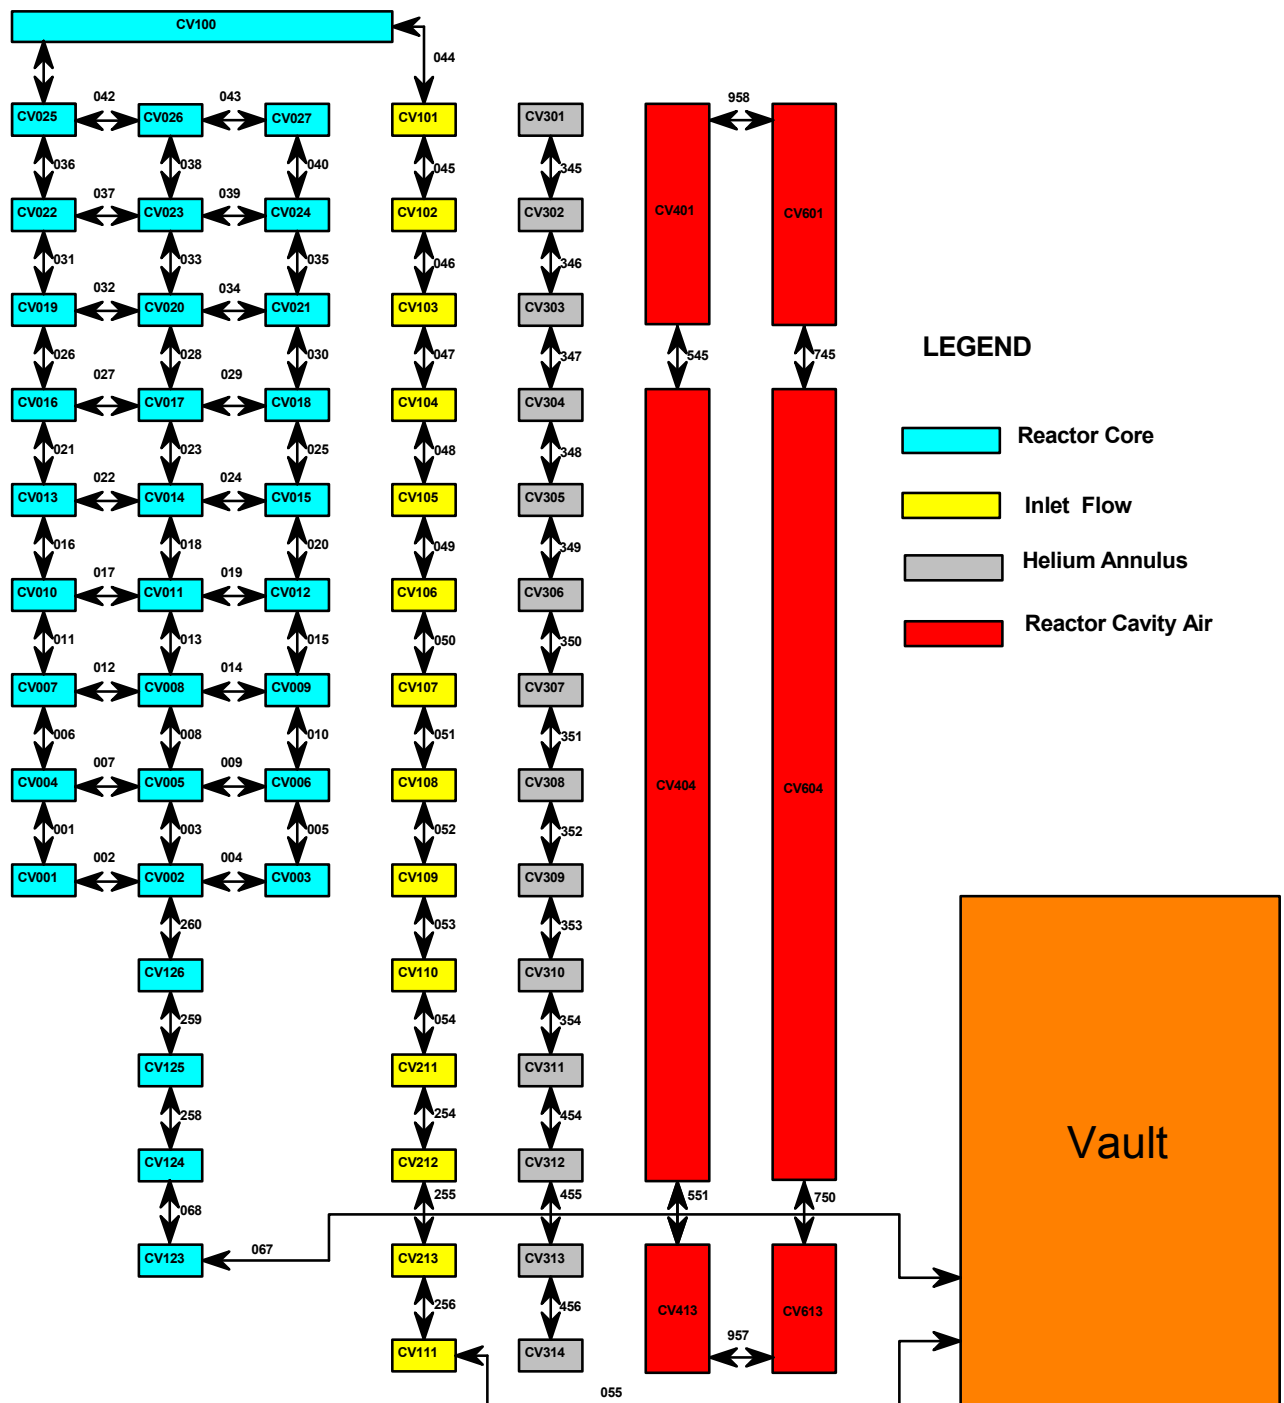 CV100
044
042 043 958
CV025 CV026 CV027 CV101 CV301
036 038 040 045 345
037 039
CV022 CV023 CV024 CV102 CV302 CV401 CV601
031 033 035 046 346
032 034
CV019 CV020 CV021 CV103 CV303
026 028 030 047 347 545 745
LEGEND
027 029
CV016 CV017 CV018 CV104 CV304
Reactor Core
021 023 025 048 348
022 024
CV013 CV014 CV015 CV105 CV305
Inlet Flow
016 018 020 049 349
Helium Annulus
017 019
CV010 CV011 CV012 CV106 CV306
Reactor Cavity Air
011 013 015 050 350
012 014
CV007 CV008 CV009 CV107 CV307
006 008 010 051 351
007 009
CV004 CV005 CV006 CV108 CV308 CV404 CV604
001 003 005 052 352
002 004
CV001 CV002 CV003 CV109 CV309
260 053 353
CV126 CV110 CV310
259 054 354
CV125 CV211 CV311
258 254 454
Vault
CV124 CV212 CV312
068 255 455 551 750
067
CV123 CV213 CV313
256 456 CV413 CV613
957
CV111 CV314
055